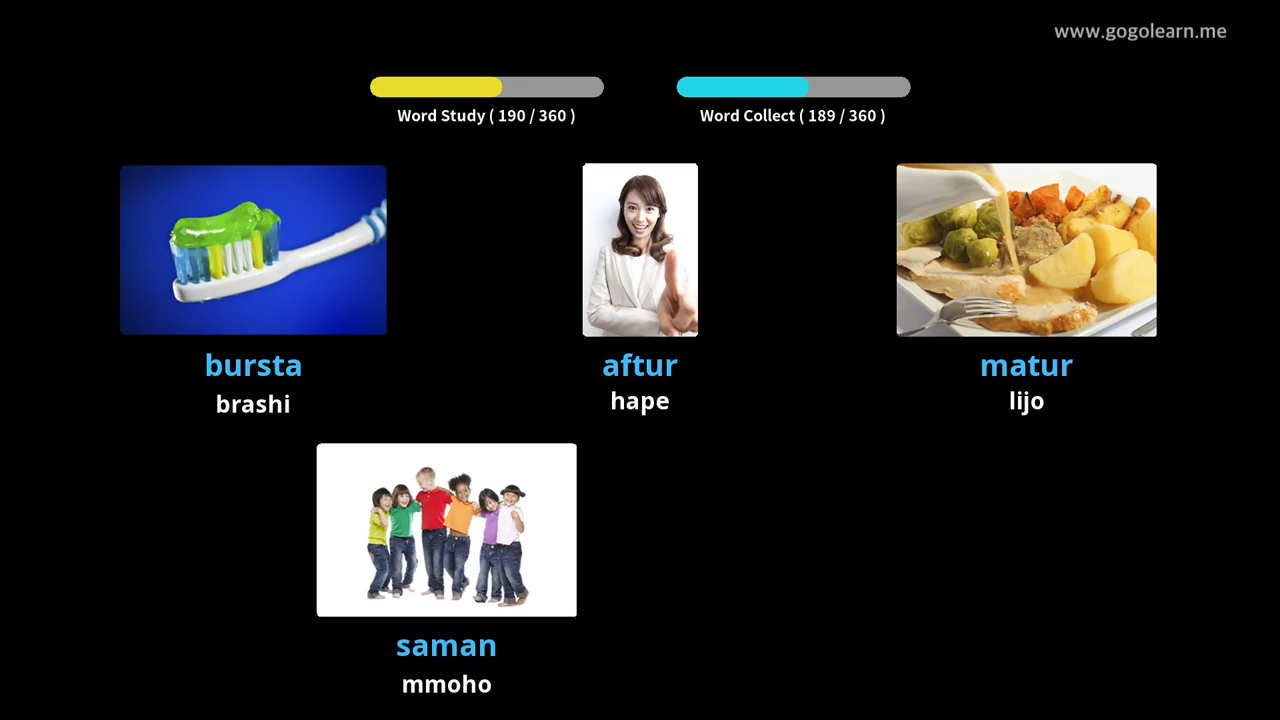 www.gogolearn.me
Word Study ( 190 / 360 )
Word Collect ( 189 / 360 )
bursta
brashi
aftur
hape
matur
lijo
saman
mmoho